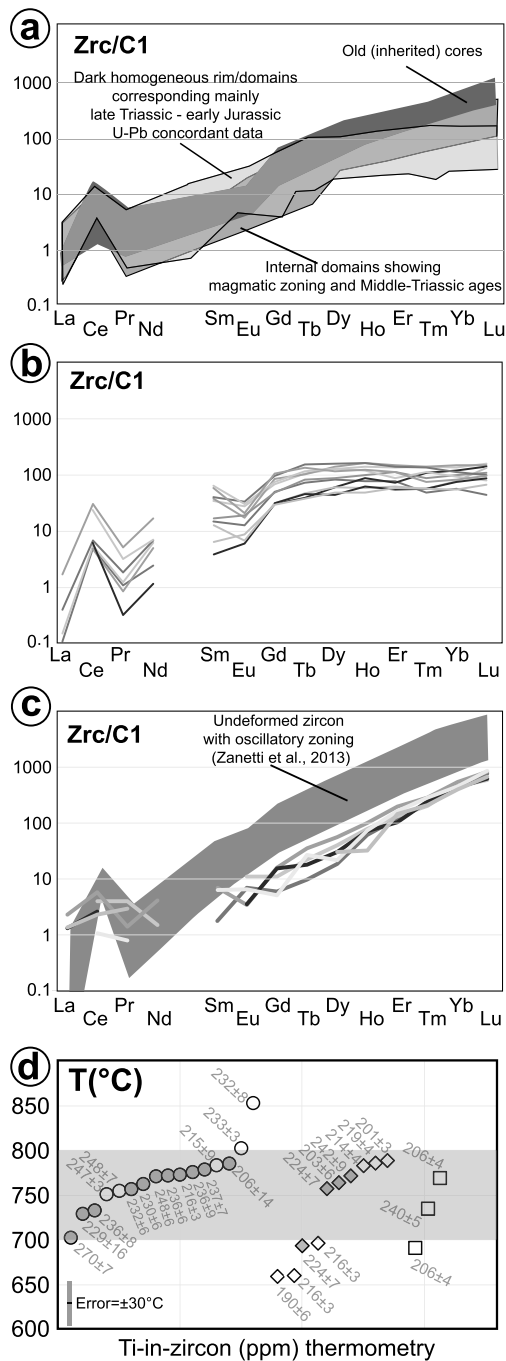 a
Zrc/C1
Old (inherited) cores
Dark homogeneous rim/domains
corresponding mainly
late Triassic - early Jurassic
U-Pb concordant data
1000
100
10
1
0.1
Internal domains showing
magmatic zoning and Middle-Triassic ages
La Ce Pr Nd Sm Eu Gd Tb Dy Ho Er Tm Yb Lu
b
Zrc/C1
1000
100
10
1
0.1
La Ce Pr Nd Sm Eu Gd Tb Dy Ho Er Tm Yb Lu
c
Zrc/C1
Undeformed zircon
with oscillatory zoning
(Zanetti et al., 2013)
1000
100
10
1
0.1
La Ce Pr Nd Sm Eu Gd Tb Dy Ho Er Tm Yb Lu
d
T(°C)
850
800
750
700
650
600
232±8
233±3
215±9
248±7
241±3
206±14
237±7
236±9
216±3
236±6
248±6
230±6
232±6
236±8
229±16
270±7
201±3
219±4
214±4
242±9
203±6
224±7
216±3
224±7
216±3
190±6
206±4
240±5
206±4
Error=±30°C
Ti-in-zircon (ppm) thermometry